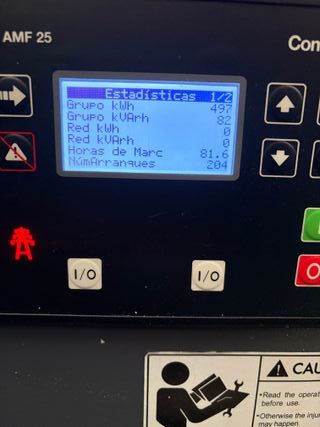 AMF 25
Com
Estadísticas 1/2
Grupo kWh 497
Grupo kVArh 82
Red kWh 0
Red kVArh 0
Horas de Marc 81.6
NúmArranques 204
I/O
I/O
CAU
•Read the operat
before use.
•Otherwise the inju
may happen.